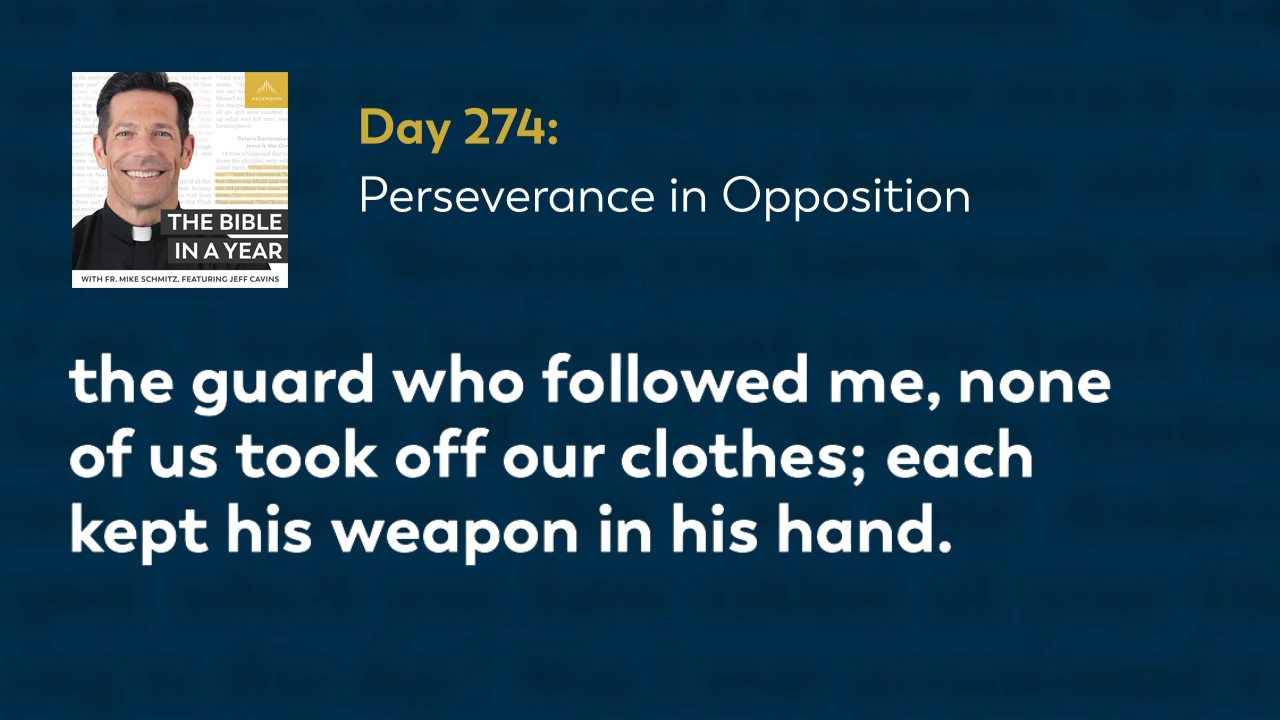 ASCENSION
THE BIBLE
IN A YEAR
WITH FR. MIKE SCHMITZ, FEATURING JEFF CAVINS
Day 274:
Perseverance in Opposition
the guard who followed me, none
of us took off our clothes; each
kept his weapon in his hand.